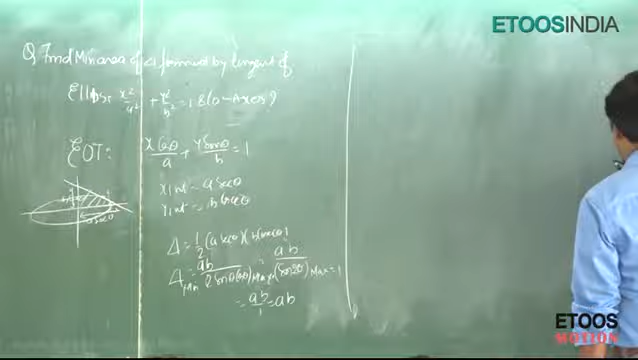 ETOOSINDIA
Q Find Min area of Δ formed by tangent of
Ellipse x²/a² + y²/b² = 1 &
EOT: x cosθ/a + y sinθ/b = 1
x int = a secθ
y int = b cosecθ
Δ = 1/2 (a secθ)(b cosecθ)
Δ Min = ab/(2 sinθ cosθ) Max = ab/(sin2θ) Max = 1
= ab/1 = ab
ETOOS
MOTION